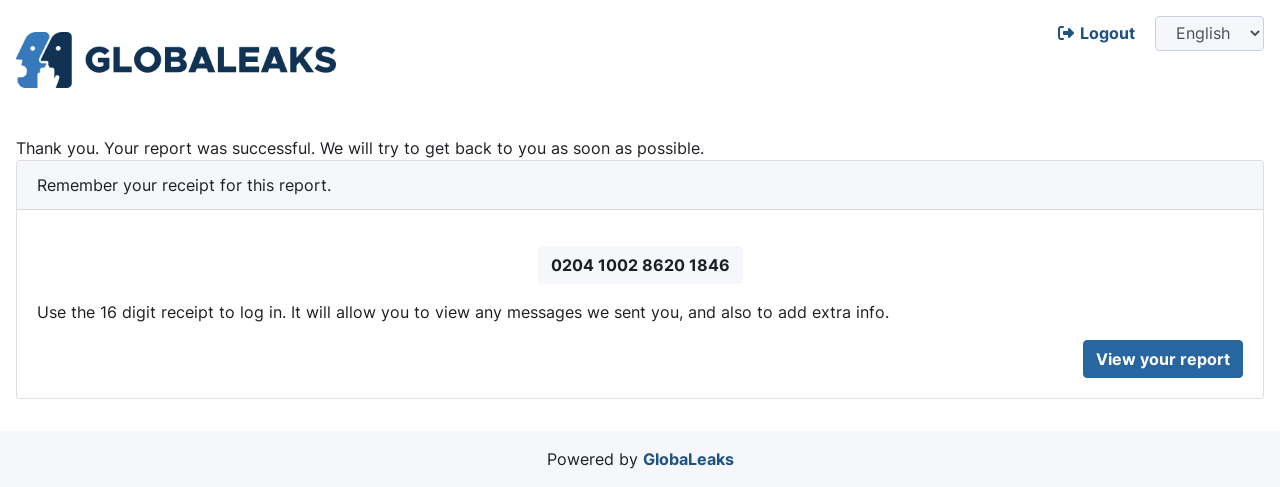 GLOBALEAKS
Logout
English
Thank you. Your report was successful. We will try to get back to you as soon as possible.
Remember your receipt for this report.
0204 1002 8620 1846
Use the 16 digit receipt to log in. It will allow you to view any messages we sent you, and also to add extra info.
View your report
Powered by GlobaLeaks